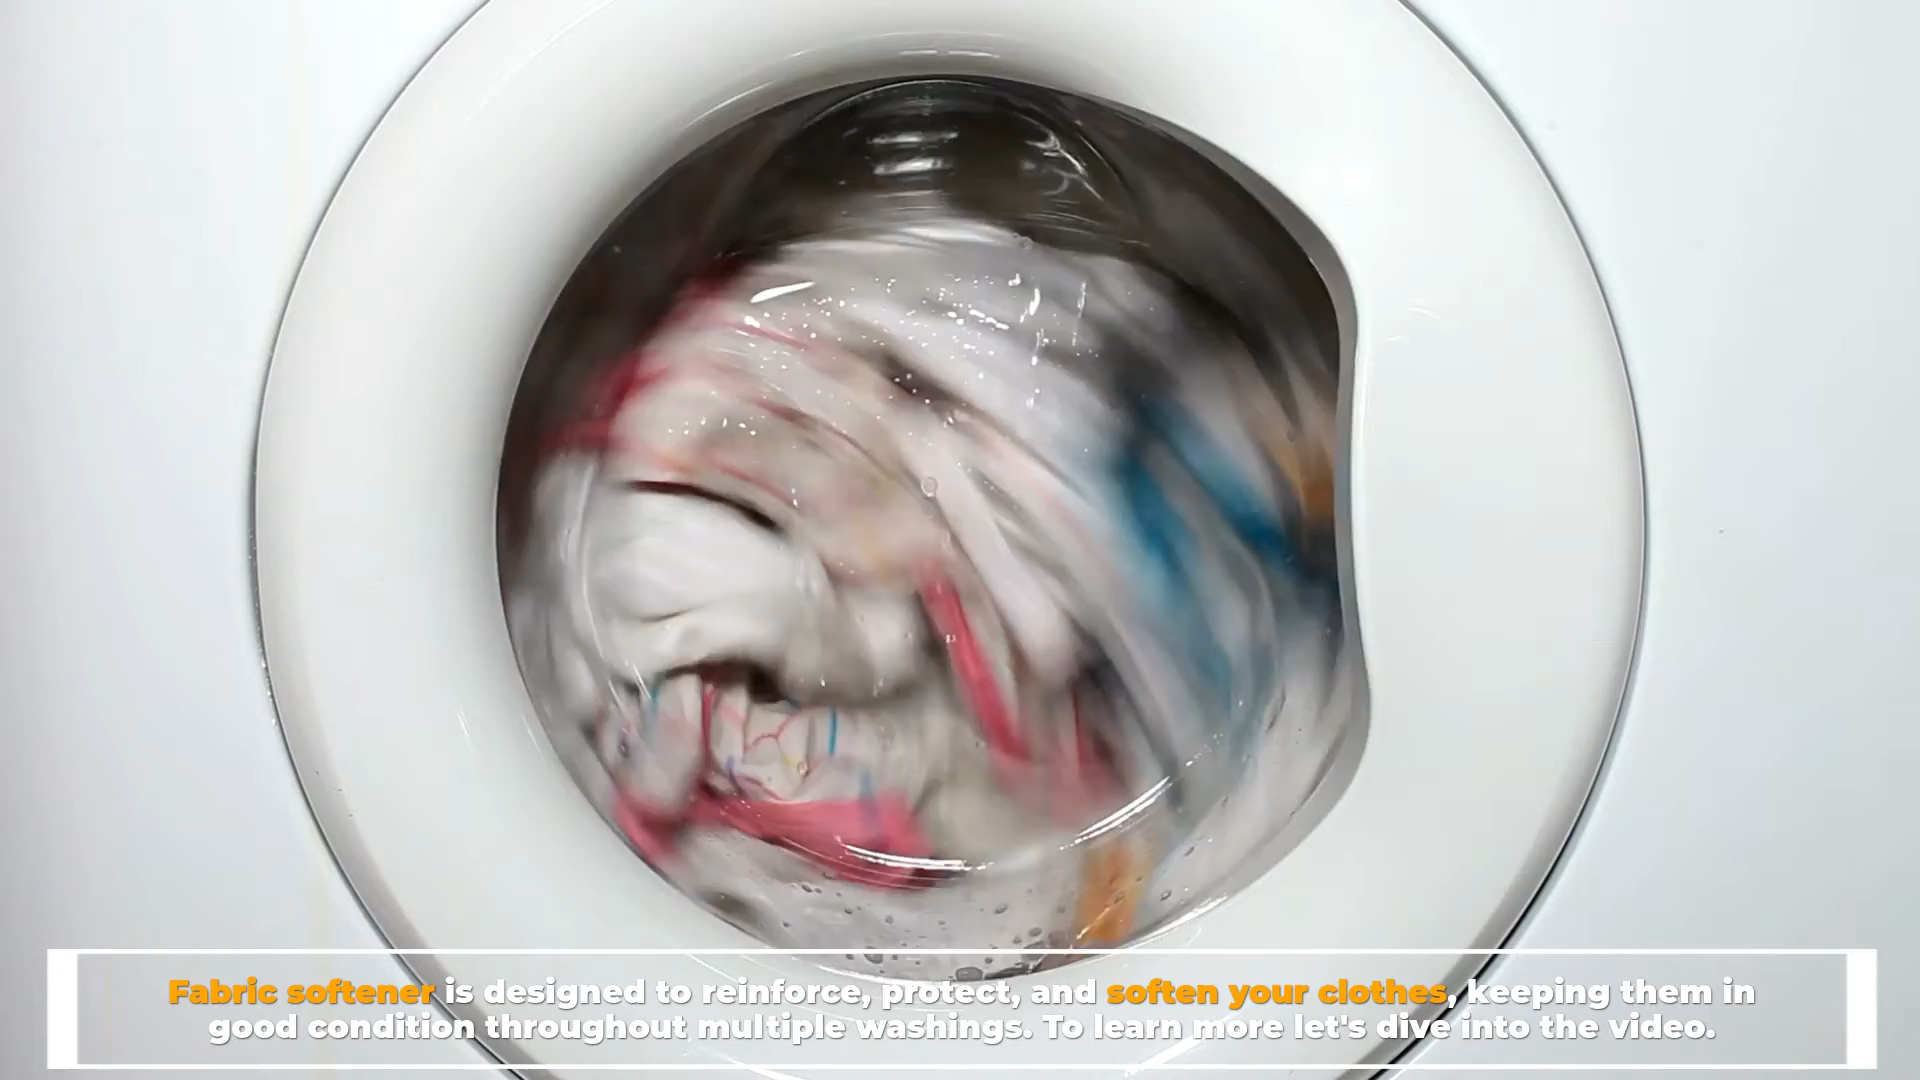 Fabric softener is designed to reinforce, protect, and soften your clothes, keeping them in
good condition throughout multiple washings. To learn more let's dive into the video.